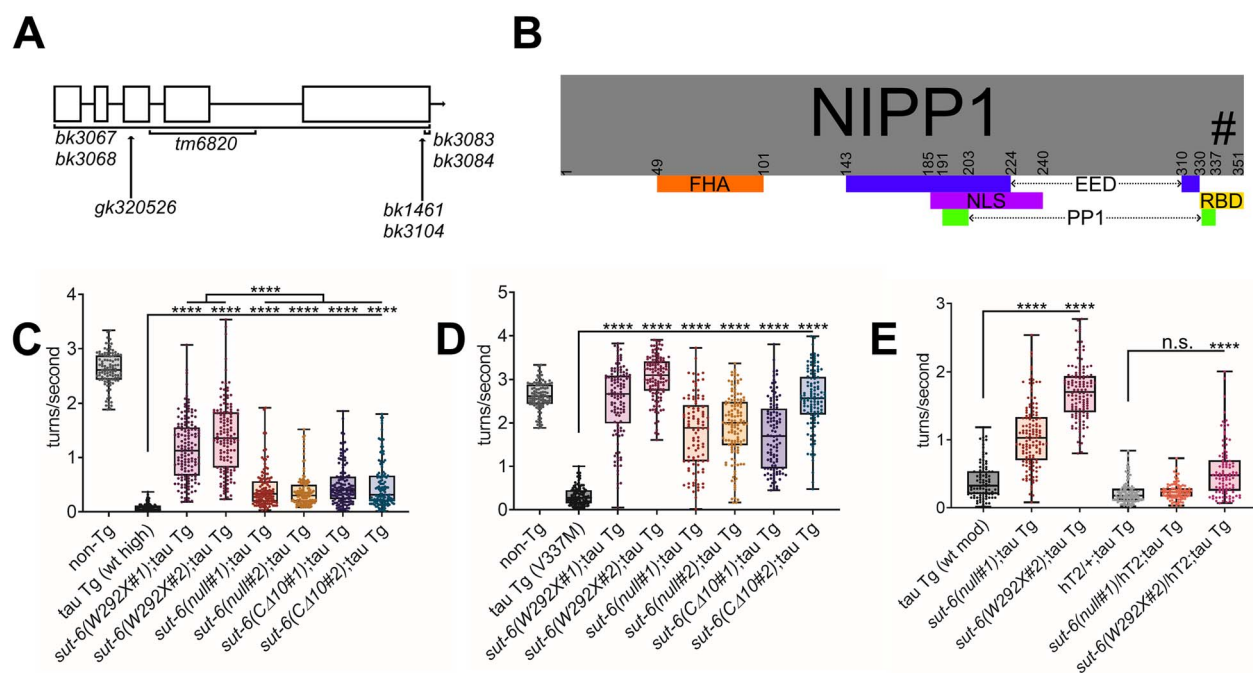 A
bk3067
bk3068
tm6820
bk3083
bk3084
gk320526
bk1461
bk3104
B
NIPP1
#
1
49
101
143
185
191
203
224
240
310
330
337
351
FHA
EED
NLS
RBD
PP1
C
turns/second
4
3
2
1
0
****
**** **** **** **** **** ****
non-Tg
tau Tg (wt high)
sut-6(W292X#1);tau Tg
sut-6(W292X#2);tau Tg
sut-6(null#1);tau Tg
sut-6(null#2);tau Tg
sut-6(CΔ10#1);tau Tg
sut-6(CΔ10#2);tau Tg
D
turns/second
5
4
3
2
1
0
**** **** **** **** **** ****
non-Tg
tau Tg (V337M)
sut-6(W292X#1);tau Tg
sut-6(W292X#2);tau Tg
sut-6(null#1);tau Tg
sut-6(null#2);tau Tg
sut-6(CΔ10#1);tau Tg
sut-6(CΔ10#2);tau Tg
E
turns/second
3
2
1
0
**** ****
n.s. ****
tau Tg (wt mod)
sut-6(null#1);tau Tg
sut-6(W292X#2);tau Tg
hT2/+;tau Tg
sut-6(null#1)/hT2;tau Tg
sut-6(W292X#2)/hT2;tau Tg